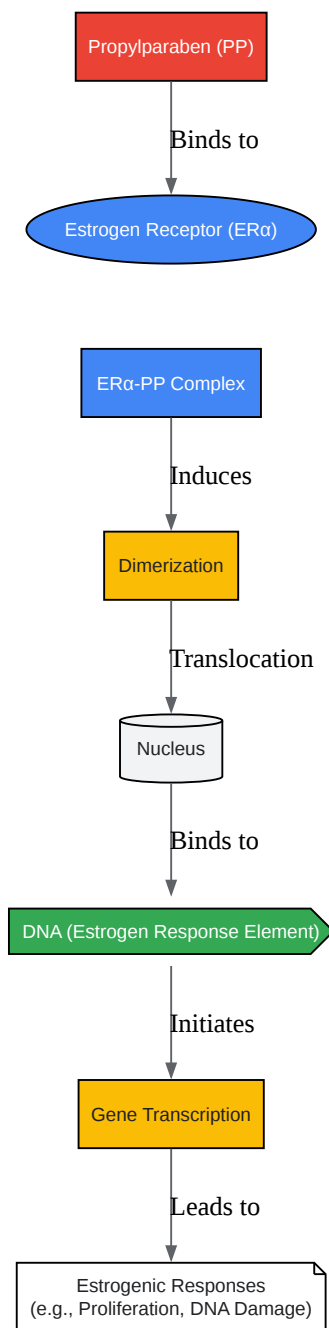 Propylparaben (PP)
Binds to
Estrogen Receptor (ERα)
ERα-PP Complex
Induces
Dimerization
Translocation
Nucleus
Binds to
DNA (Estrogen Response Element)
Initiates
Gene Transcription
Leads to
Estrogenic Responses
(e.g., Proliferation, DNA Damage)